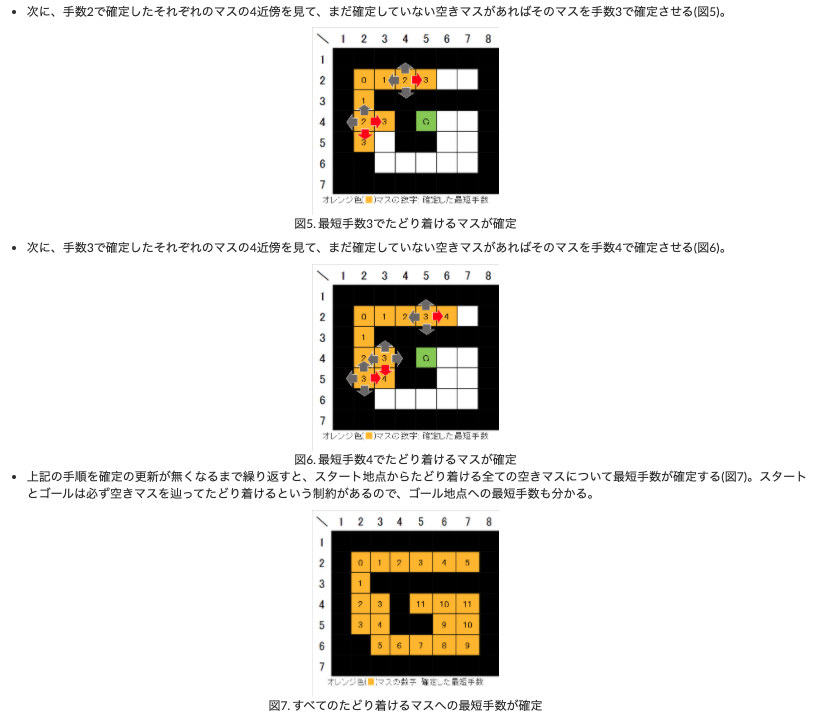 次に、手数2で確定したそれぞれのマスの4近傍を見て、まだ確定していない空きマスがあればそのマスを手数3で確定させる(図5)。
1 2 3 4 5 6 7 8
1
2 0 1 2 3
3 1
4 2 3 G
5 3
6
7
オレンジ色(■)マスの数字: 確定した最短手数
図5. 最短手数3でたどり着けるマスが確定
次に、手数3で確定したそれぞれのマスの4近傍を見て、まだ確定していない空きマスがあればそのマスを手数4で確定させる(図6)。
1 2 3 4 5 6 7 8
1
2 0 1 2 3 4
3 1
4 2 3 G
5 3 4
6
7
オレンジ色(■)マスの数字: 確定した最短手数
図6. 最短手数4でたどり着けるマスが確定
上記の手順を確定の更新が無くなるまで繰り返すと、スタート地点からたどり着ける全ての空きマスについて最短手数が確定する(図7)。スタート
とゴールは必ず空きマスを辿ってたどり着けるという制約があるので、ゴール地点への最短手数も分かる。
1 2 3 4 5 6 7 8
1
2 0 1 2 3 4 5
3 1
4 2 3 11 10 11
5 3 4 9 10
6 5 6 7 8 9
7
オレンジ色(■)マスの数字: 確定した最短手数
図7. すべてのたどり着けるマスへの最短手数が確定